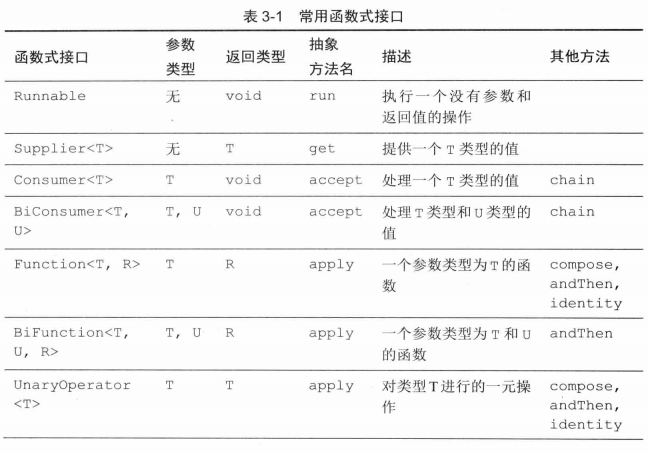 表 3-1 常用函数式接口
函数式接口 参数类型 返回类型 抽象方法名 描述 其他方法
Runnable 无 void run 执行一个没有参数和返回值的操作
Supplier<T> 无 T get 提供一个 T 类型的值
Consumer<T> T void accept 处理一个 T 类型的值 chain
BiConsumer<T, U> T, U void accept 处理 T 类型和 U 类型的值 chain
Function<T, R> T R apply 一个参数类型为 T 的函数 compose, andThen, identity
BiFunction<T, U, R> T, U R apply 一个参数类型为 T 和 U 的函数 andThen
UnaryOperator<T> T T apply 对类型 T 进行的一元操作 compose, andThen, identity